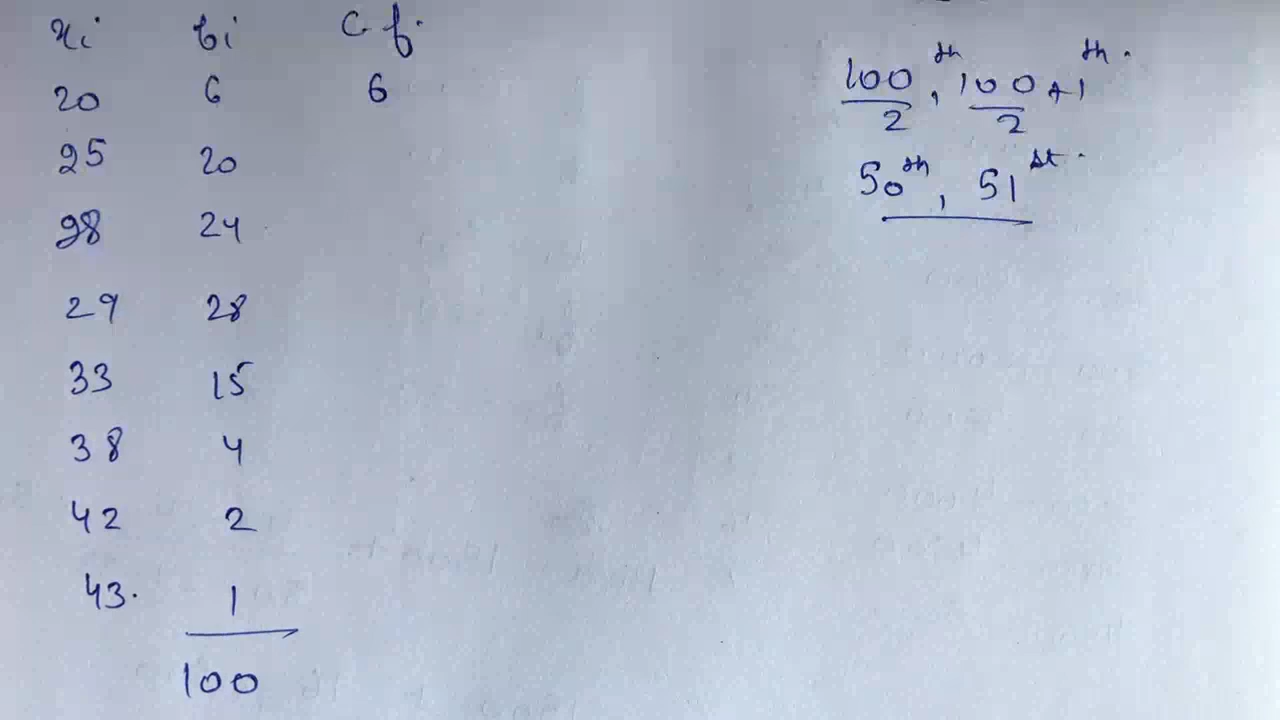 xi fi C.f.
20 6 6
25 20
28 24
29 28
33 15
38 4
42 2
43. 1
100
100/2 th, 100/2 +1 th.
50th, 51st.